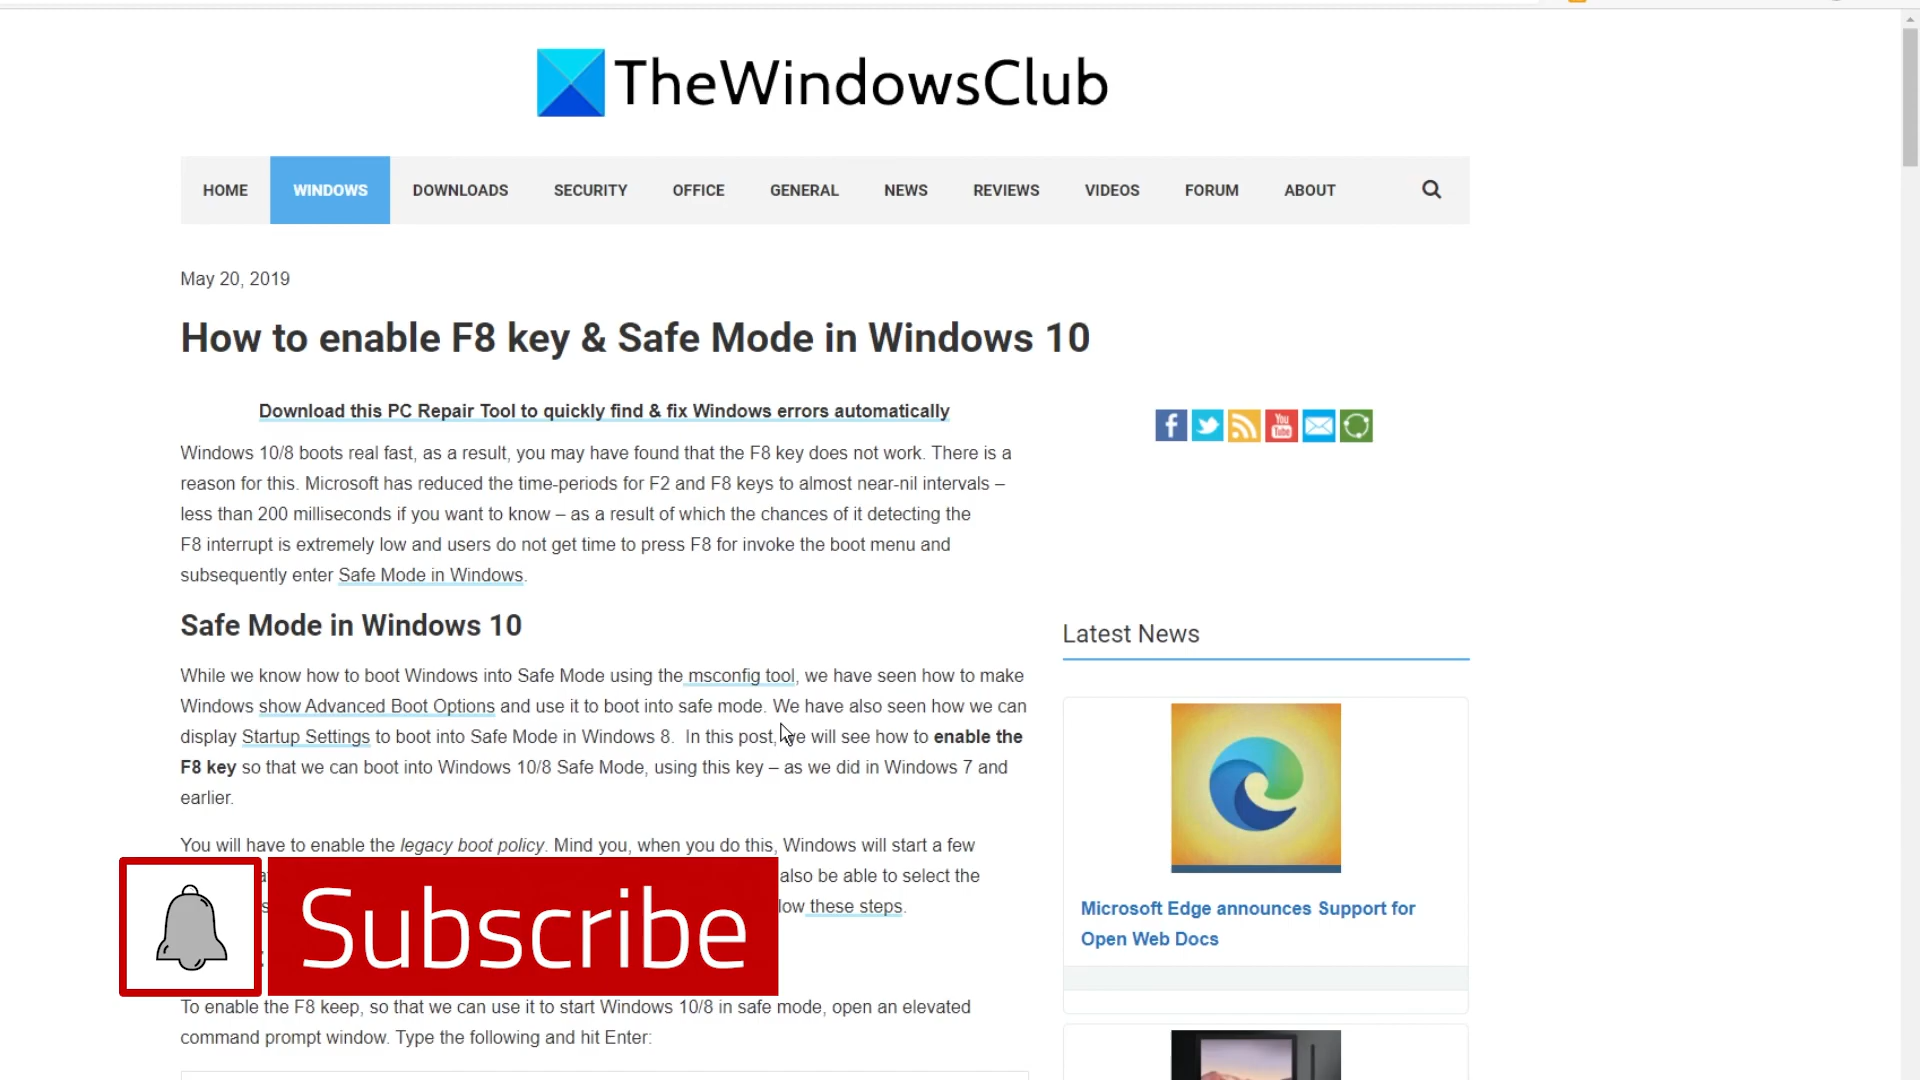 TheWindowsClub
HOME WINDOWS DOWNLOADS SECURITY OFFICE GENERAL NEWS REVIEWS VIDEOS FORUM ABOUT
May 20, 2019
How to enable F8 key & Safe Mode in Windows 10
Download this PC Repair Tool to quickly find & fix Windows errors automatically
Windows 10/8 boots real fast, as a result, you may have found that the F8 key does not work. There is a
reason for this. Microsoft has reduced the time-periods for F2 and F8 keys to almost near-nil intervals –
less than 200 milliseconds if you want to know – as a result of which the chances of it detecting the
F8 interrupt is extremely low and users do not get time to press F8 for invoke the boot menu and
subsequently enter Safe Mode in Windows.
Safe Mode in Windows 10
While we know how to boot Windows into Safe Mode using the msconfig tool, we have seen how to make
Windows show Advanced Boot Options and use it to boot into safe mode. We have also seen how we can
display Startup Settings to boot into Safe Mode in Windows 8. In this post, we will see how to enable the
F8 key so that we can boot into Windows 10/8 Safe Mode, using this key – as we did in Windows 7 and
earlier.
You will have to enable the legacy boot policy. Mind you, when you do this, Windows will start a few
also be able to select the
these steps.
Subscribe
To enable the F8 keep, so that we can use it to start Windows 10/8 in safe mode, open an elevated
command prompt window. Type the following and hit Enter:
You
Tube
Latest News
Microsoft Edge announces Support for
Open Web Docs